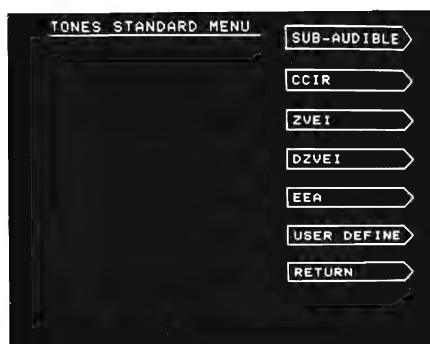 TONES STANDARD MENU
SUB-AUDIBLE
CCIR
ZVEI
DZVEI
EEA
USER DEFINE
RETURN